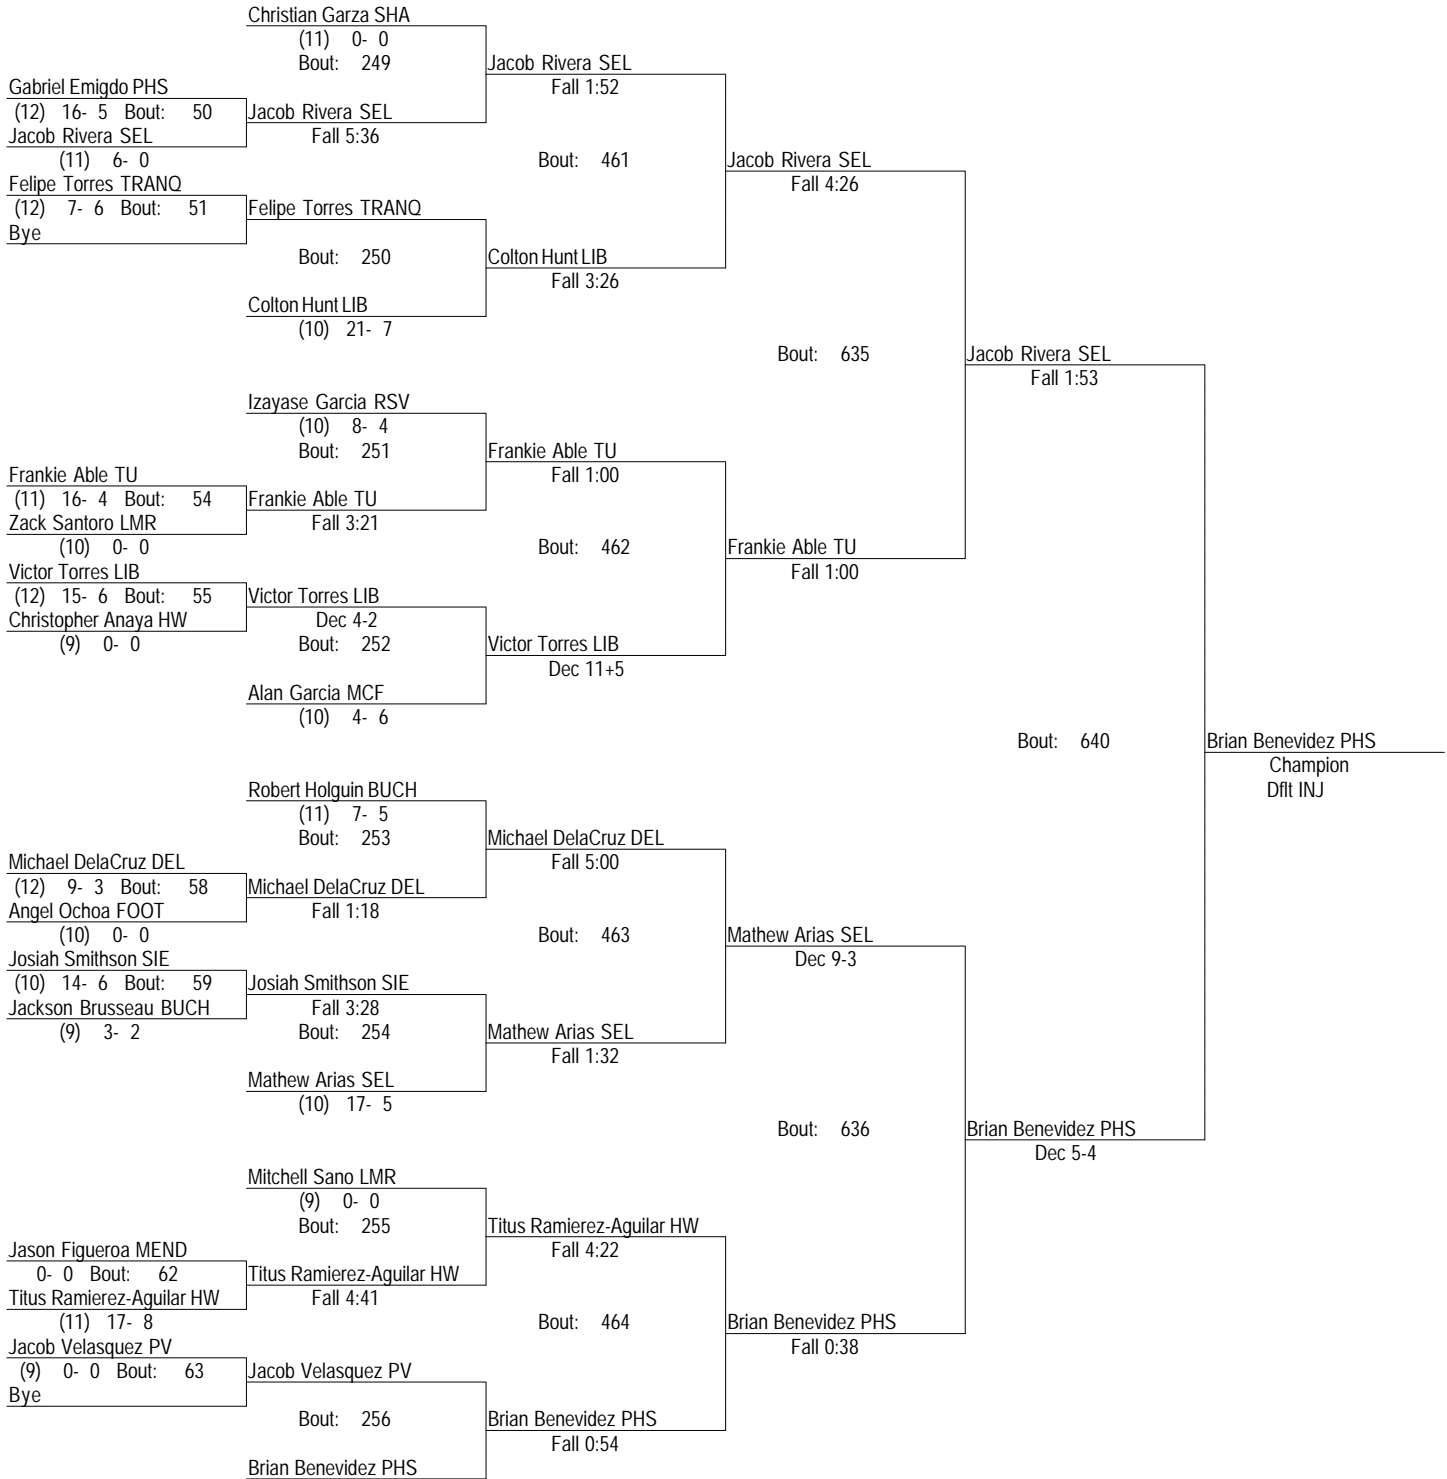 Christian Garza SHA
(11) 0- 0
Bout: 249
Jacob Rivera SEL
Fall 1:52
Gabriel Emigdo PHS
(12) 16- 5 Bout: 50
Jacob Rivera SEL
Jacob Rivera SEL
Fall 5:36
(11) 6- 0
Bout: 461
Jacob Rivera SEL
Fall 4:26
Felipe Torres TRANQ
(12) 7- 6 Bout: 51
Felipe Torres TRANQ
Bye
Bout: 250
Colton Hunt LIB
Fall 3:26
Colton Hunt LIB
(10) 21- 7
Bout: 635
Jacob Rivera SEL
Fall 1:53
Izayase Garcia RSV
(10) 8- 4
Bout: 251
Frankie Able TU
Fall 1:00
Frankie Able TU
(11) 16- 4 Bout: 54
Frankie Able TU
Zack Santoro LMR
Fall 3:21
(10) 0- 0
Bout: 462
Frankie Able TU
Fall 1:00
Victor Torres LIB
(12) 15- 6 Bout: 55
Victor Torres LIB
Christopher Anaya HW
Dec 4-2
(9) 0- 0
Bout: 252
Victor Torres LIB
Dec 11+5
Alan Garcia MCF
(10) 4- 6
Bout: 640
Brian Benevidez PHS
Champion
Dflt INJ
Robert Holguin BUCH
(11) 7- 5
Bout: 253
Michael DelaCruz DEL
Fall 5:00
Michael DelaCruz DEL
(12) 9- 3 Bout: 58
Michael DelaCruz DEL
Angel Ochoa FOOT
Fall 1:18
(10) 0- 0
Bout: 463
Mathew Arias SEL
Dec 9-3
Josiah Smithson SIE
(10) 14- 6 Bout: 59
Josiah Smithson SIE
Jackson Brusseau BUCH
Fall 3:28
(9) 3- 2
Bout: 254
Mathew Arias SEL
Fall 1:32
Mathew Arias SEL
(10) 17- 5
Bout: 636
Brian Benevidez PHS
Dec 5-4
Mitchell Sano LMR
(9) 0- 0
Bout: 255
Titus Ramierez-Aguilar HW
Fall 4:22
Jason Figueroa MEND
0- 0 Bout: 62
Titus Ramierez-Aguilar HW
Titus Ramierez-Aguilar HW
Fall 4:41
(11) 17- 8
Bout: 464
Brian Benevidez PHS
Fall 0:38
Jacob Velasquez PV
(9) 0- 0 Bout: 63
Jacob Velasquez PV
Bye
Bout: 256
Brian Benevidez PHS
Fall 0:54
Brian Benevidez PHS